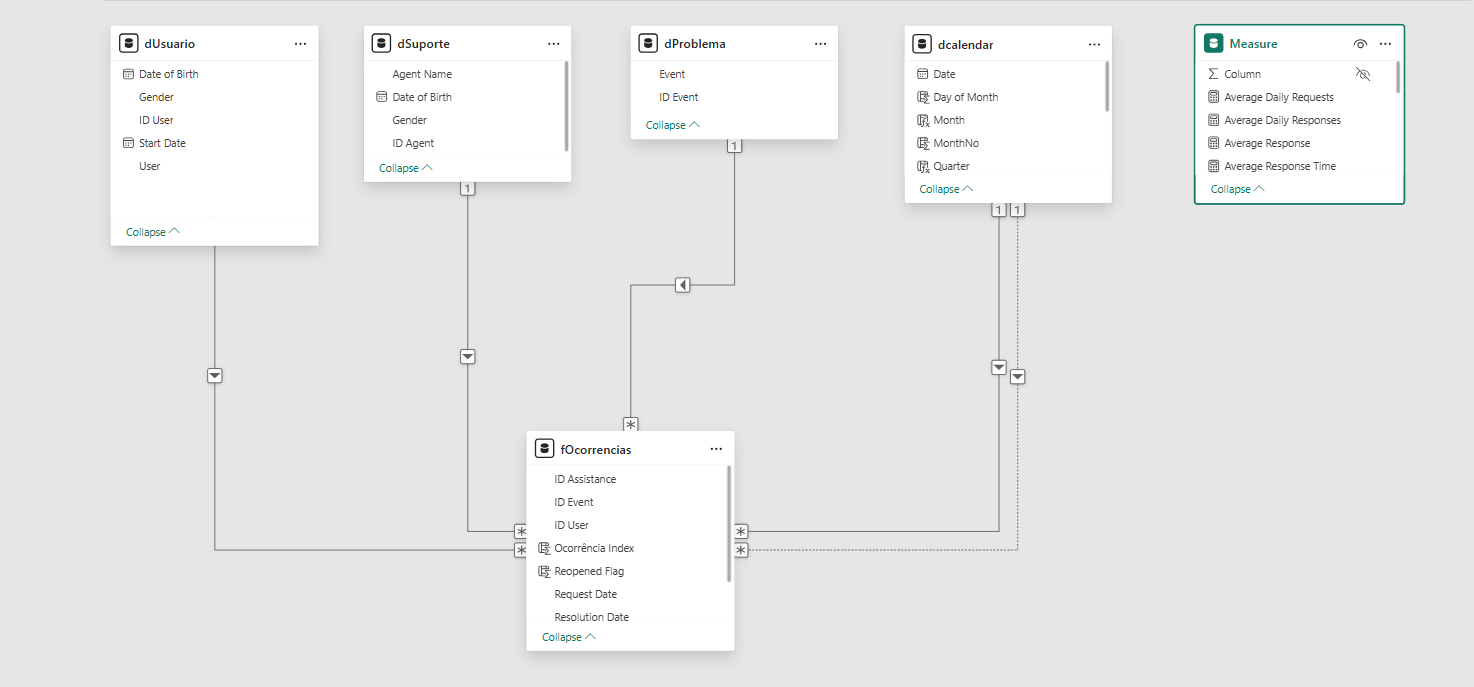 dUsuario
Date of Birth
Gender
ID User
Start Date
User
Collapse
dSuporte
Agent Name
Date of Birth
Gender
ID Agent
Collapse
dProblema
Event
ID Event
Collapse
dcalendar
Date
Day of Month
Month
MonthNo
Quarter
Collapse
Measure
Column
Average Daily Requests
Average Daily Responses
Average Response
Average Response Time
Collapse
1
1
1
1
*
fOcorrencias
ID Assistance
ID Event
ID User
Ocorrência Index
Reopened Flag
Request Date
Resolution Date
Collapse
*
*
*
*